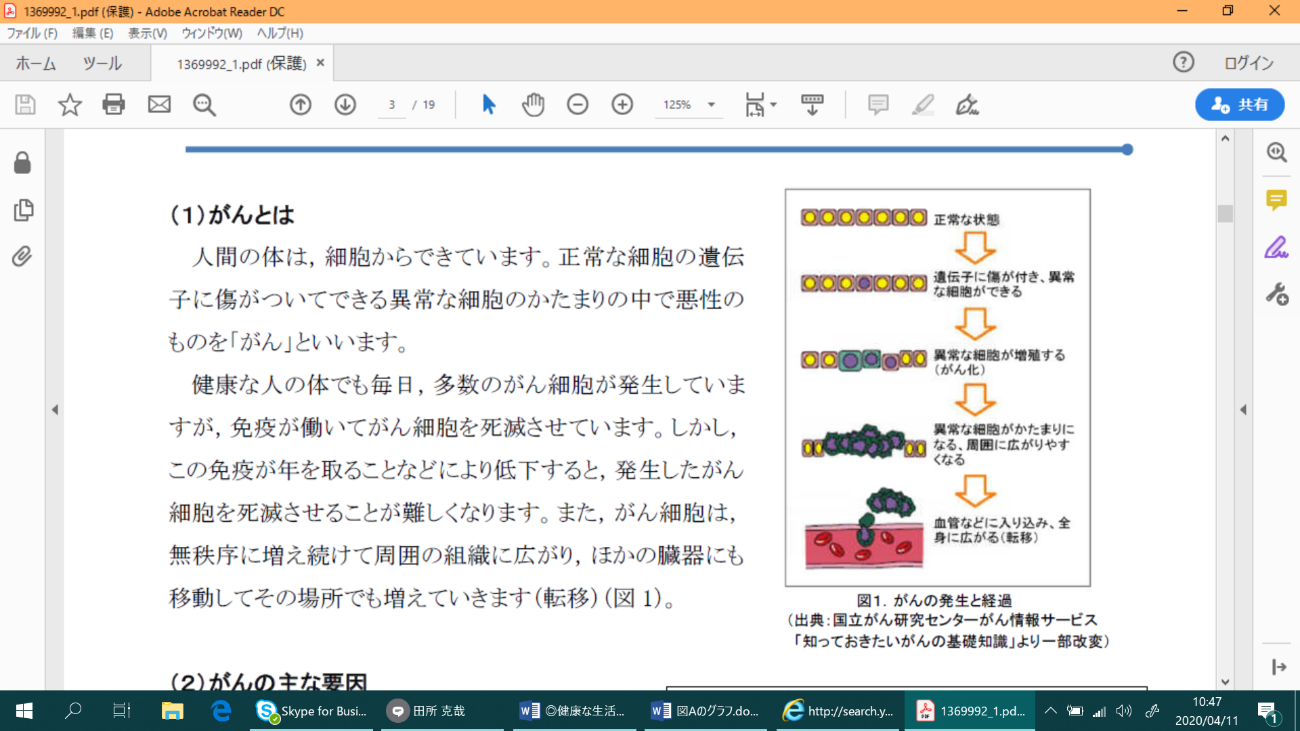 1369992_1.pdf (保護) - Adobe Acrobat Reader DC
ファイル(F) 編集(E) 表示(V) ウィンドウ(W) ヘルプ(H)
ホーム ツール 1369992_1.pdf (保護) × ログイン
3 / 19 125% 共有
(1)がんとは
人間の体は，細胞からできています。正常な細胞の遺伝
子に傷がついてできる異常な細胞のかたまりの中で悪性の
ものを「がん」といいます。
健康な人の体でも毎日，多数のがん細胞が発生していま
すが，免疫が働いてがん細胞を死滅させています。しかし，
この免疫が年を取ることなどにより低下すると，発生したがん
細胞を死滅させることが難しくなります。また，がん細胞は，
無秩序に増え続けて周囲の組織に広がり，ほかの臓器にも
移動してその場所でも増えていきます(転移)(図1)。
正常な状態
遺伝子に傷が付き、異常
な細胞ができる
異常な細胞が増殖する
(がん化)
異常な細胞がかたまりに
なる、周囲に広がりやす
くなる
血管などに入り込み、全
身に広がる(転移)
図1．がんの発生と経過
(出典：国立がん研究センターがん情報サービス
「知っておきたいがんの基礎知識」より一部改変)
(2)がんの主な要因
Skype for Busi... 田所 克哉 ◎健康な生活... 図Aのグラフ.do... http://search.y... 1369992_1.pd... 10:47
2020/04/11 1